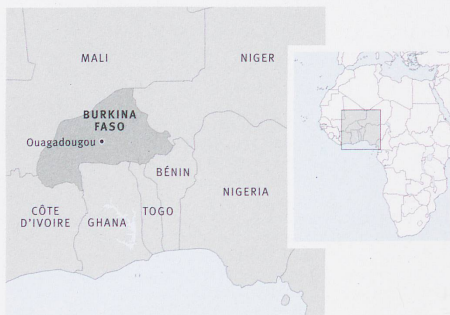 MALI
NIGER
BURKINA
FASO
Ouagadougou
BÉNIN
NIGERIA
CÔTE
D'IVOIRE
GHANA
TOGO